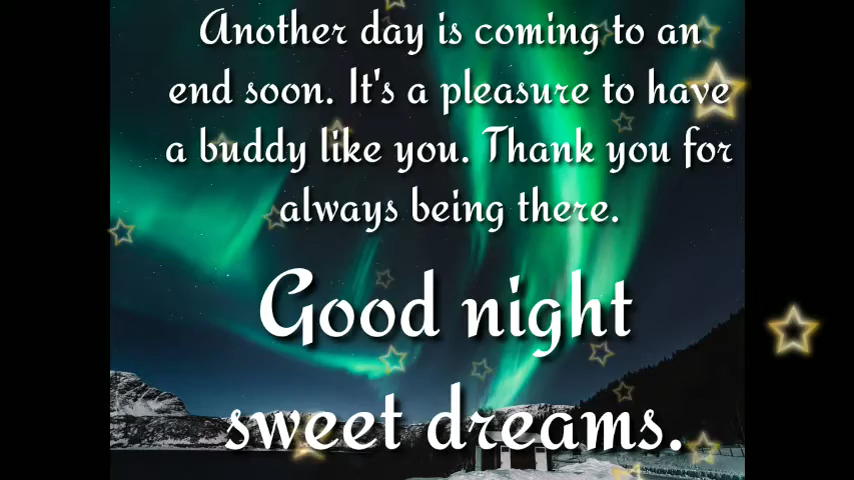 Another day is coming to an
end soon. It's a pleasure to have
a buddy like you. Thank you for
always being there.
Good night
sweet dreams.